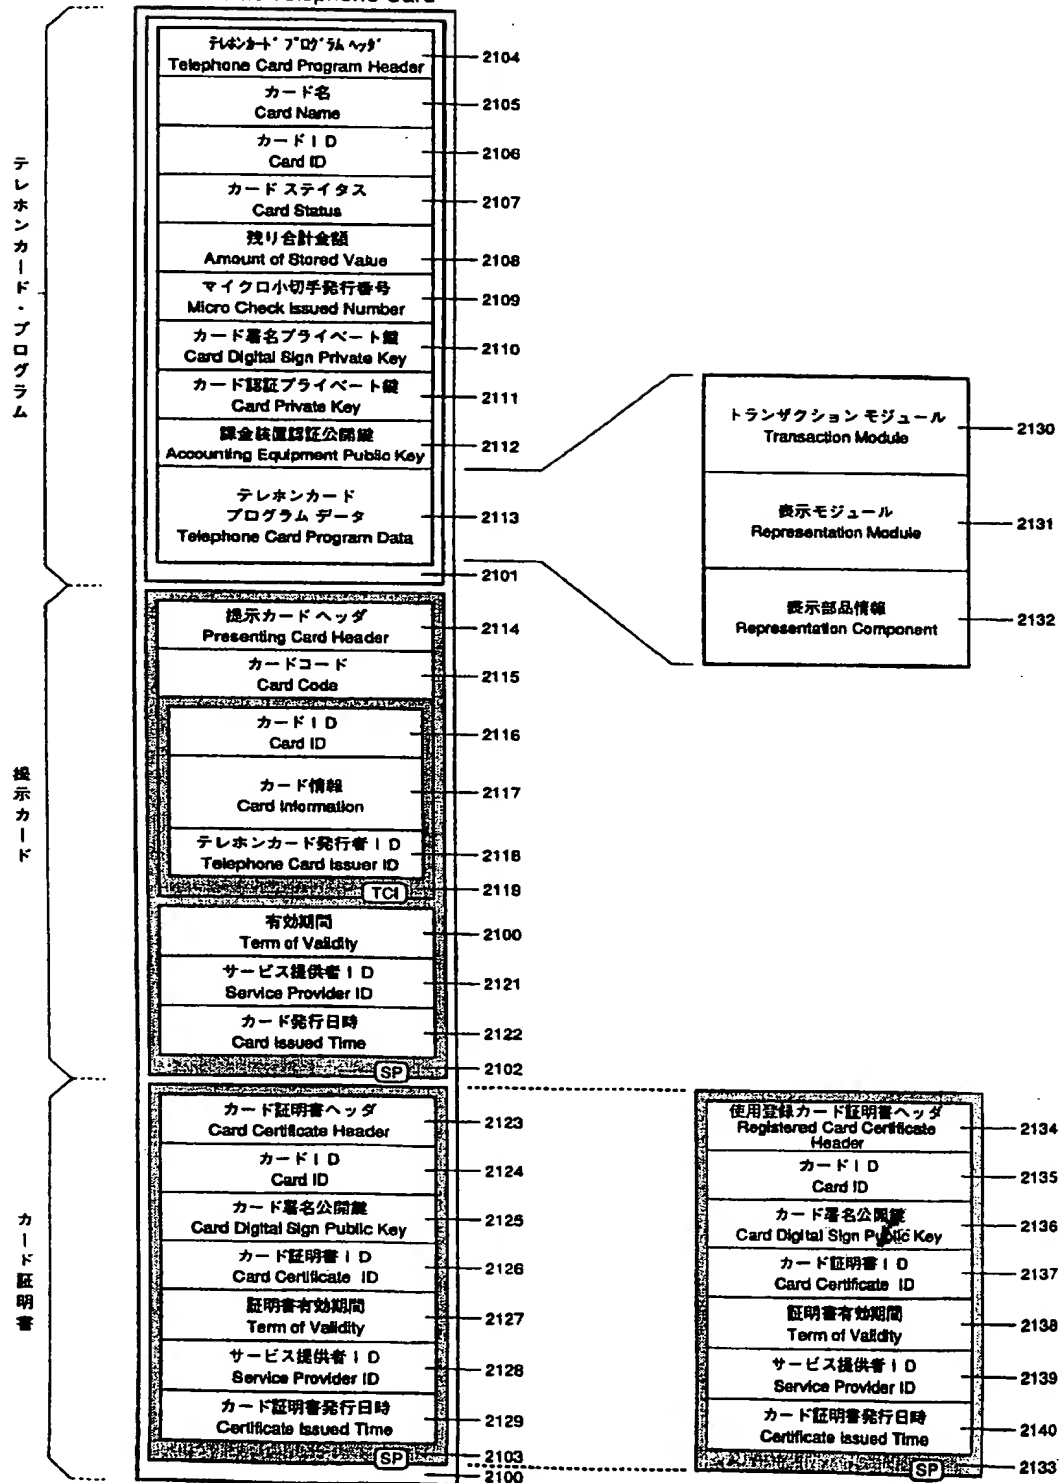 Telephone Card
テレホンカード プログラム ヘッダ
Telephone Card Program Header
2104
カード名
Card Name
2105
カードID
Card ID
2106
カード ステイタス
Card Status
2107
残り合計金額
Amount of Stored Value
2108
マイクロ小切手発行番号
Micro Check Issued Number
2109
カード署名プライベート鍵
Card Digital Sign Private Key
2110
カード認証プライベート鍵
Card Private Key
2111
課金装置認証公開鍵
Accounting Equipment Public Key
2112
テレホンカード
プログラム データ
Telephone Card Program Data
2113
2101
テレホンカード・プログラム
トランザクション モジュール
Transaction Module
2130
表示モジュール
Representation Module
2131
表示部品情報
Representation Component
2132
提示カード ヘッダ
Presenting Card Header
2114
カードコード
Card Code
2115
カードID
Card ID
2116
カード情報
Card Information
2117
テレホンカード発行者ID
Telephone Card Issuer ID
2118
TCI
2119
有効期間
Term of Validity
2100
サービス提供者ID
Service Provider ID
2121
カード発行日時
Card Issued Time
2122
SP
2102
提示カード
カード証明書ヘッダ
Card Certificate Header
2123
カードID
Card ID
2124
カード署名公開鍵
Card Digital Sign Public Key
2125
カード証明書ID
Card Certificate ID
2126
証明書有効期間
Term of Validity
2127
サービス提供者ID
Service Provider ID
2128
カード証明書発行日時
Certificate Issued Time
2129
SP
2103
2100
カード証明書
使用登録カード証明書ヘッダ
Registered Card Certificate
Header
2134
カードID
Card ID
2135
カード署名公開鍵
Card Digital Sign Public Key
2136
カード証明書ID
Card Certificate ID
2137
証明書有効期間
Term of Validity
2138
サービス提供者ID
Service Provider ID
2139
カード証明書発行日時
Certificate Issued Time
2140
SP
2133